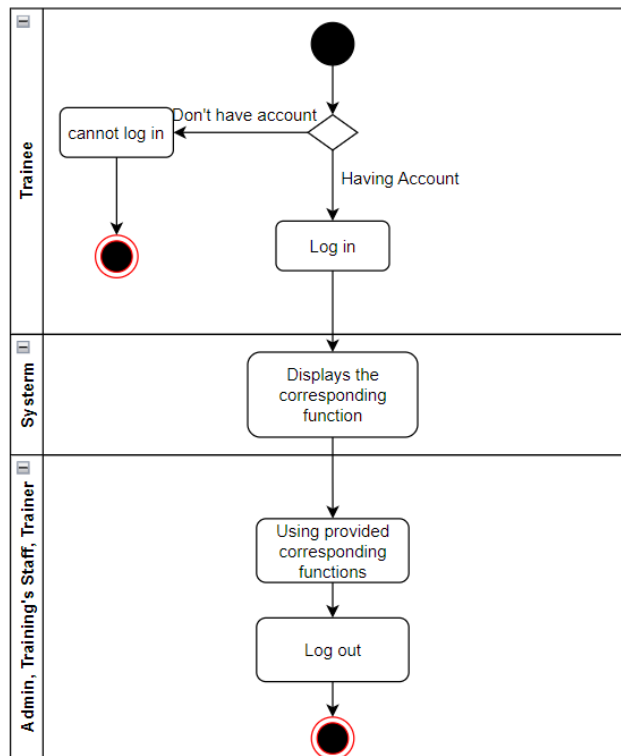 Trainee
Don't have account
cannot log in
Having Account
Log in
Systerm
Displays the
corresponding
function
Admin, Training's Staff, Trainer
Using provided
corresponding
functions
Log out